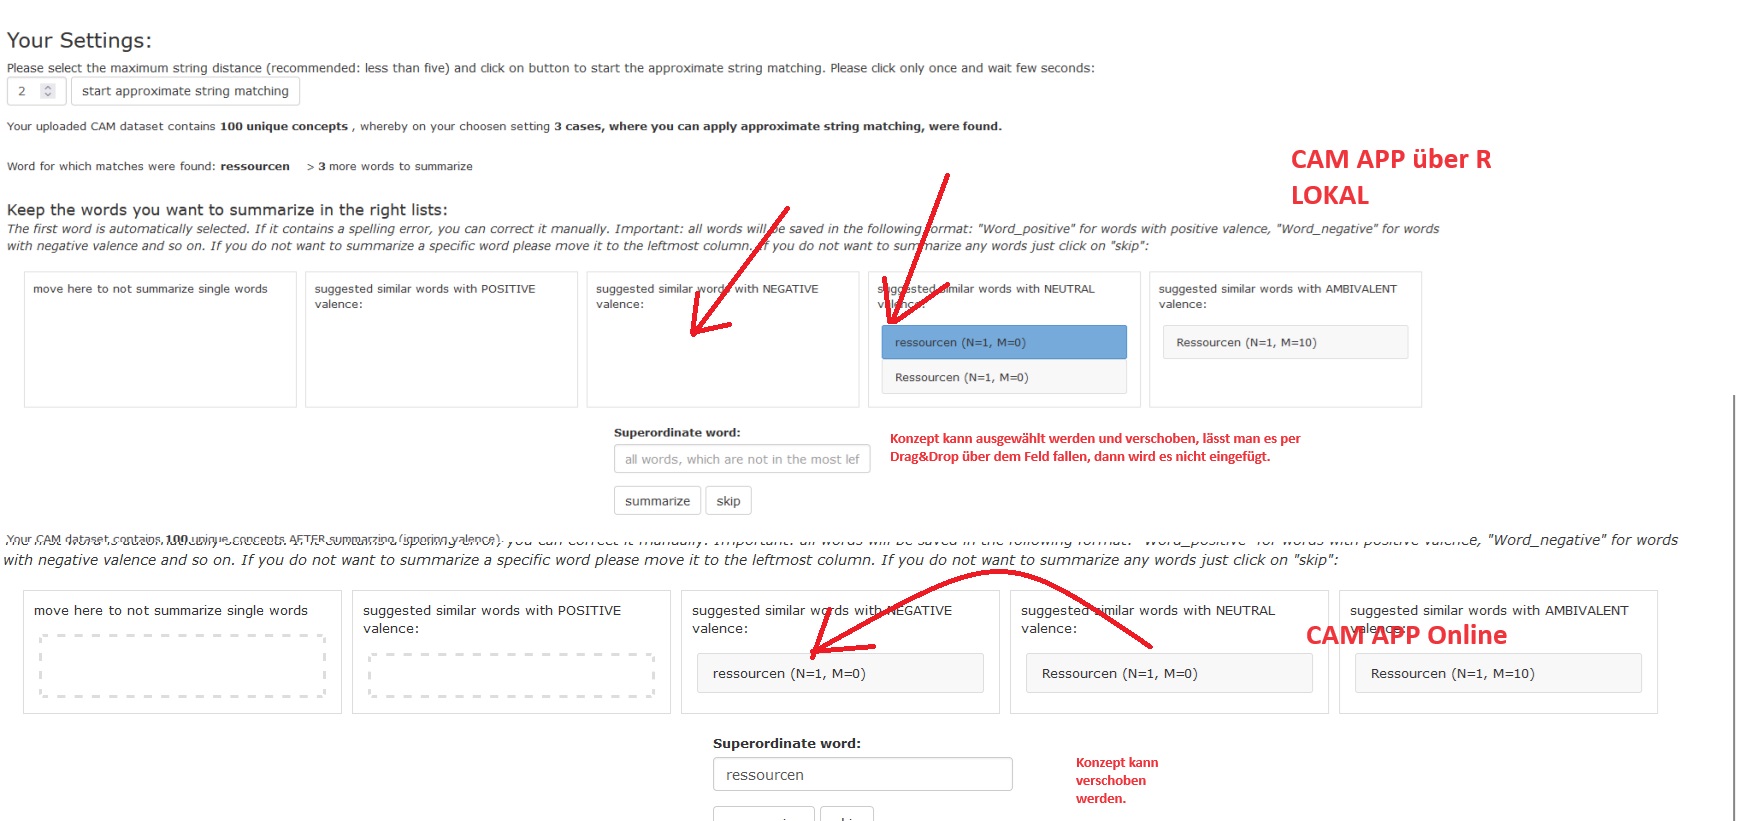 Your Settings:
Please select the maximum string distance (recommended: less than five) and click on button to start the approximate string matching. Please click only once and wait few seconds:
2
start approximate string matching
Your uploaded CAM dataset contains 100 unique concepts , whereby on your choosen setting 3 cases, where you can apply approximate string matching, were found.
CAM APP über R
LOKAL
Word for which matches were found: ressourcen > 3 more words to summarize
Keep the words you want to summarize in the right lists:
The first word is automatically selected. If it contains a spelling error, you can correct it manually. Important: all words will be saved in the following format: "Word_positive" for words with positive valence, "Word_negative" for words
with negative valence and so on. If you do not want to summarize a specific word please move it to the leftmost column. If you do not want to summarize any words just click on "skip":
move here to not summarize single words
suggested similar words with POSITIVE
valence:
suggested similar words with NEGATIVE
valence:
suggested similar words with NEUTRAL
valence:
ressourcen (N=1, M=0)
Ressourcen (N=1, M=0)
suggested similar words with AMBIVALENT
valence:
Ressourcen (N=1, M=10)
Superordinate word:
all words, which are not in the most lef
summarize
skip
Konzept kann ausgewählt werden und verschoben, lässt man es per
Drag&Drop über dem Feld fallen, dann wird es nicht eingefügt.
Your CAM dataset contains 100 unique concepts AFTER summarzing (ignoring valence).
you can correct it manually. Important: all words will be saved in the following format: "Word_positive" for words with positive valence, "Word_negative" for words
with negative valence and so on. If you do not want to summarize a specific word please move it to the leftmost column. If you do not want to summarize any words just click on "skip":
move here to not summarize single words
suggested similar words with POSITIVE
valence:
suggested similar words with NEGATIVE
valence:
ressourcen (N=1, M=0)
suggested similar words with NEUTRAL
valence:
Ressourcen (N=1, M=0)
suggested similar words with AMBIVALENT
valence:
CAM APP Online
Ressourcen (N=1, M=10)
Superordinate word:
ressourcen
Konzept kann
verschoben
werden.